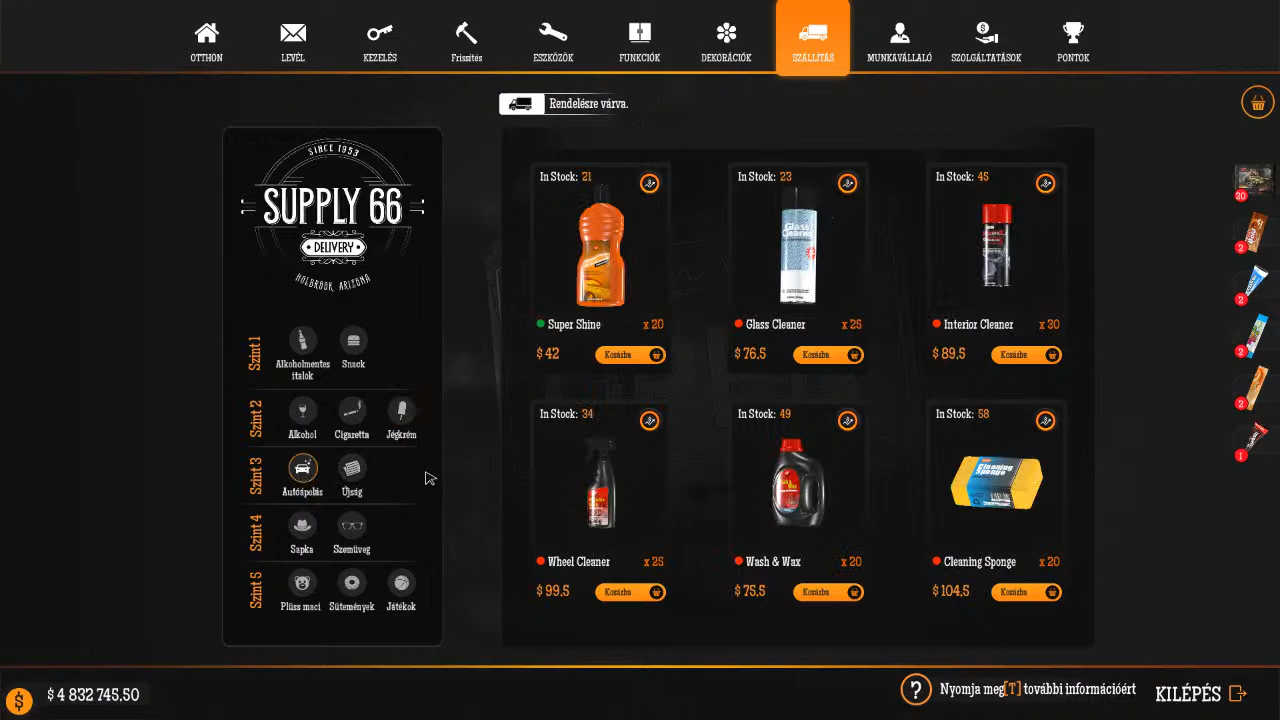 OTTHON
LEVÉL
KEZELÉS
Frissítés
ESZKÖZÖK
FUNKCIÓK
DEKORÁCIÓK
SZÁLLÍTÁS
MUNKAVÁLLALÓ
SZOLGÁLTATÁSOK
PONTOK
Rendelésre várva.
SINCE 1953
SUPPLY 66
DELIVERY
HOLBROOK, ARIZONA
Szint 1
Alkoholmentes
italok
Snack
Szint 2
Alkohol
Cigaretta
Jégkrém
Szint 3
Autóápolás
Újság
Szint 4
Sapka
Szemüveg
Szint 5
Plüss maci
Sütemények
Játékok
In Stock: 21
Super Shine x 20
$ 42 Kosárba
In Stock: 23
Glass
Cleaner
Glass Cleaner x 25
$ 76,5 Kosárba
In Stock: 45
Interior Cleaner x 30
$ 89,5 Kosárba
In Stock: 34
Wheel Cleaner x 25
$ 99,5 Kosárba
In Stock: 49
Wash & Wax x 20
$ 75,5 Kosárba
In Stock: 58
Cleaning
Sponge
Cleaning Sponge x 20
$ 104,5 Kosárba
20
2
2
2
2
1
$ 4 832 745.50
? Nyomja meg[T] további információért
KILÉPÉS